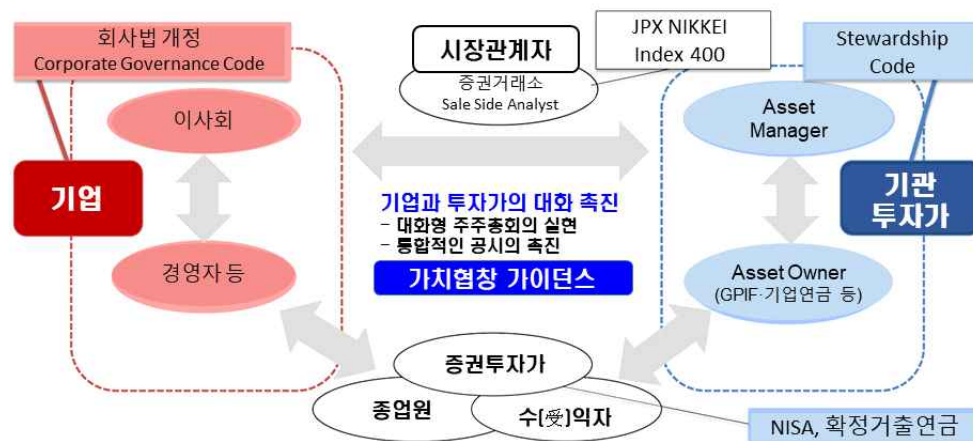 회사법 개정
Corporate Governance Code
이사회
기업
경영자 등
시장관계자
증권거래소
Sale Side Analyst
JPX NIKKEI
Index 400
Stewardship
Code
Asset
Manager
기관
투자가
Asset Owner
(GPIF·기업연금 등)
기업과 투자가의 대화 촉진
- 대화형 주주총회의 실현
- 통합적인 공시의 촉진
가치협창 가이던스
증권투자가
종업원
수(受)익자
NISA, 확정거출연금